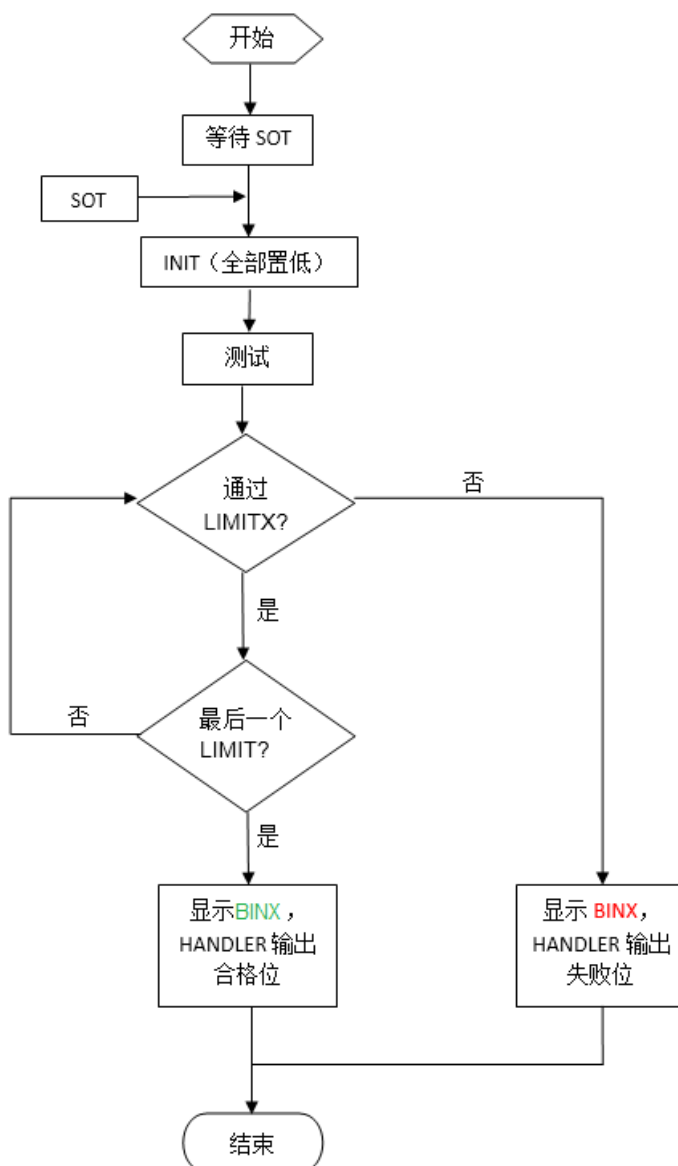 开始
等待 SOT
SOT
INIT（全部置低）
测试
通过
LIMITX?
否
是
最后一个
LIMIT?
否
是
显示BINX，
HANDLER 输出
合格位
显示 BINX,
HANDLER 输出
失败位
结束